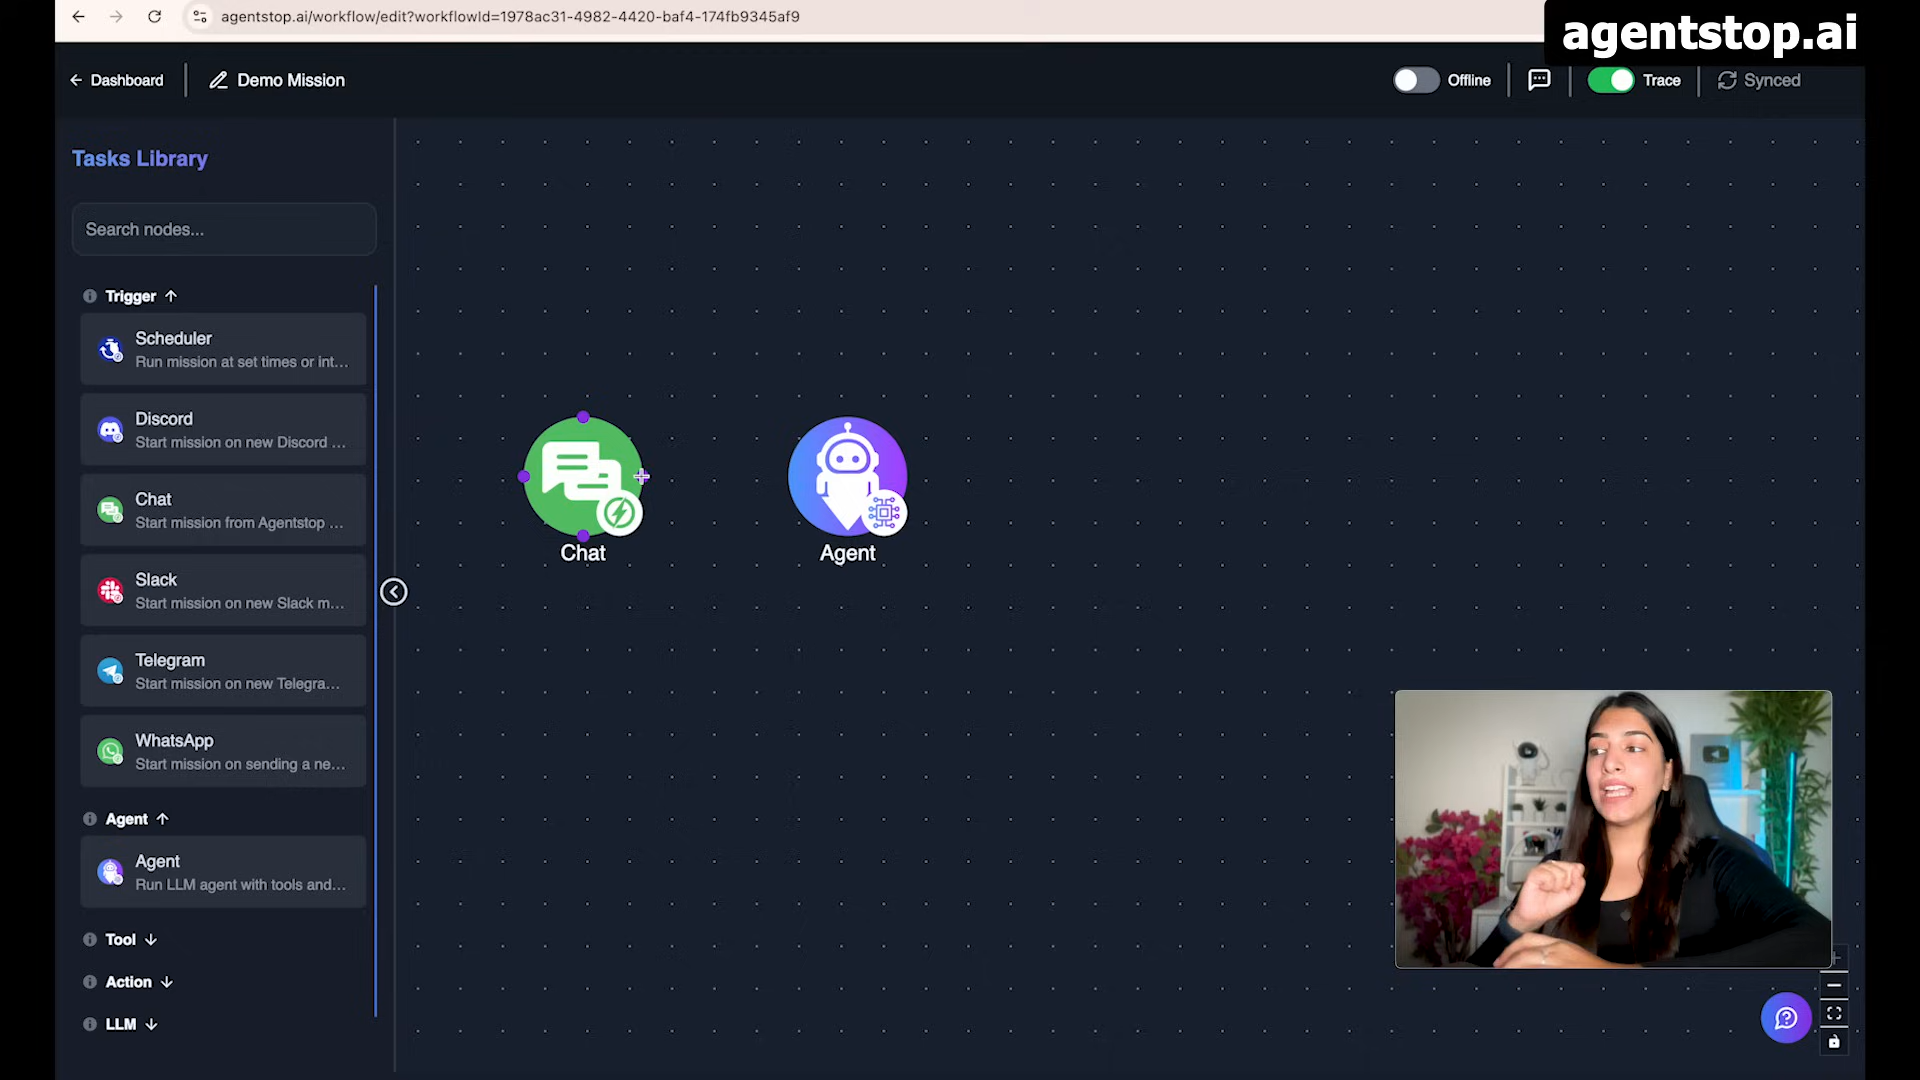 agentstop.ai/workflow/edit?workflowId=1978ac31-4982-4420-baf4-174fb9345af9
agentstop.ai
Dashboard
Demo Mission
Offline
Trace
Synced
Tasks Library
Search nodes...
Trigger
Scheduler
Run mission at set times or int...
Discord
Start mission on new Discord ...
Chat
Start mission from Agentstop ...
Slack
Start mission on new Slack m...
Telegram
Start mission on new Telegra...
WhatsApp
Start mission on sending a ne...
Agent
Agent
Run LLM agent with tools and...
Tool
Action
LLM
Chat
Agent